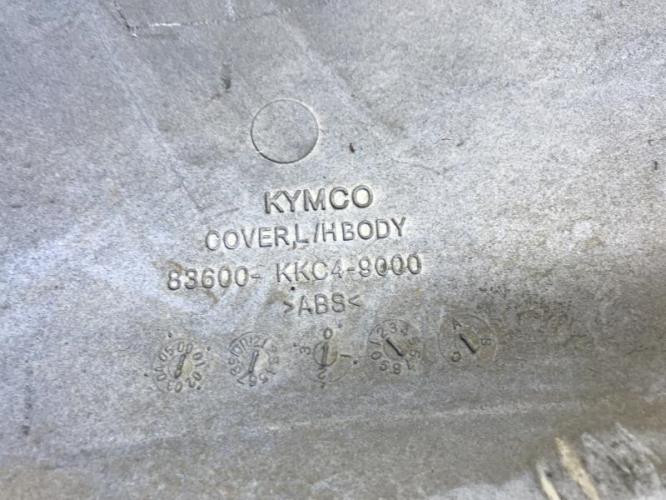 KYMCO
COVER,L/HBODY
83600-KKC4-9000
>ABS<